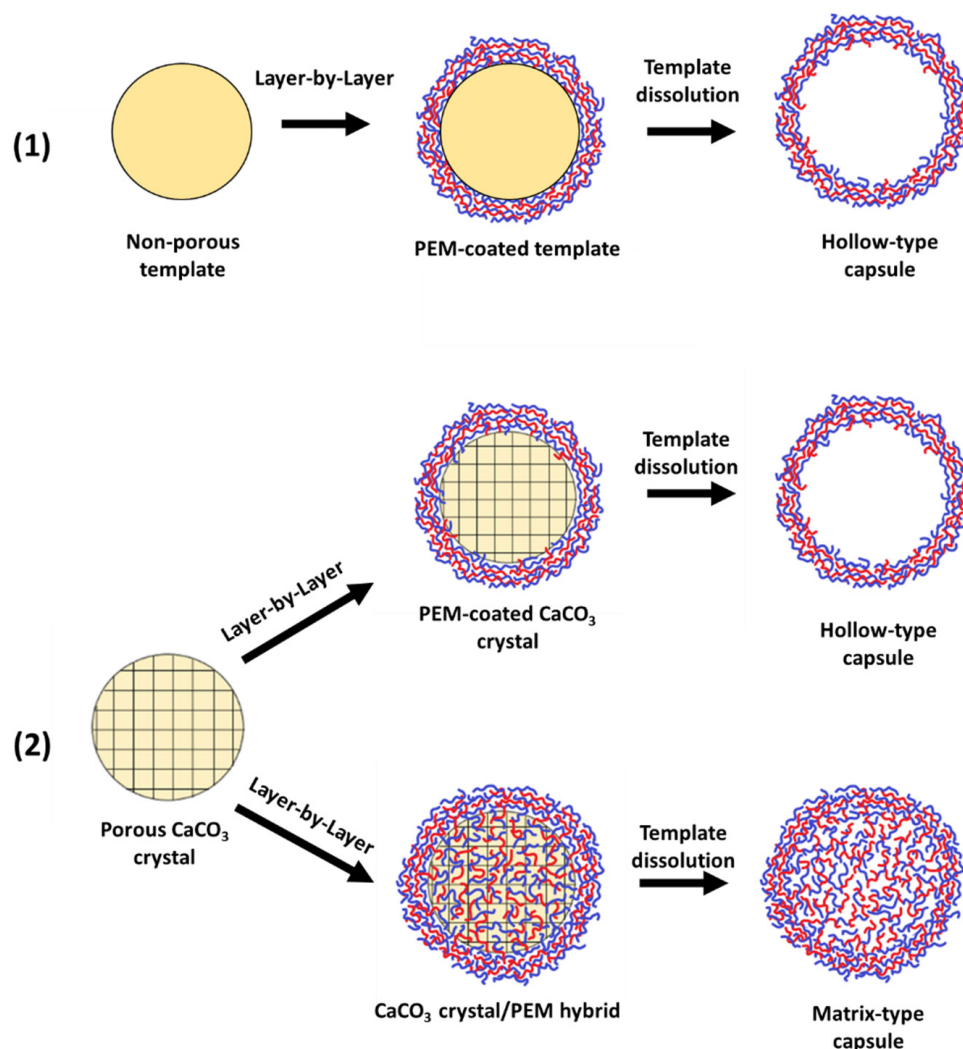 (1)
Non-porous
template
Layer-by-Layer
PEM-coated template
Template
dissolution
Hollow-type
capsule
(2)
Porous CaCO₃
crystal
Layer-by-Layer
PEM-coated CaCO₃
crystal
Template
dissolution
Hollow-type
capsule
Layer-by-Layer
CaCO₃ crystal/PEM hybrid
Template
dissolution
Matrix-type
capsule